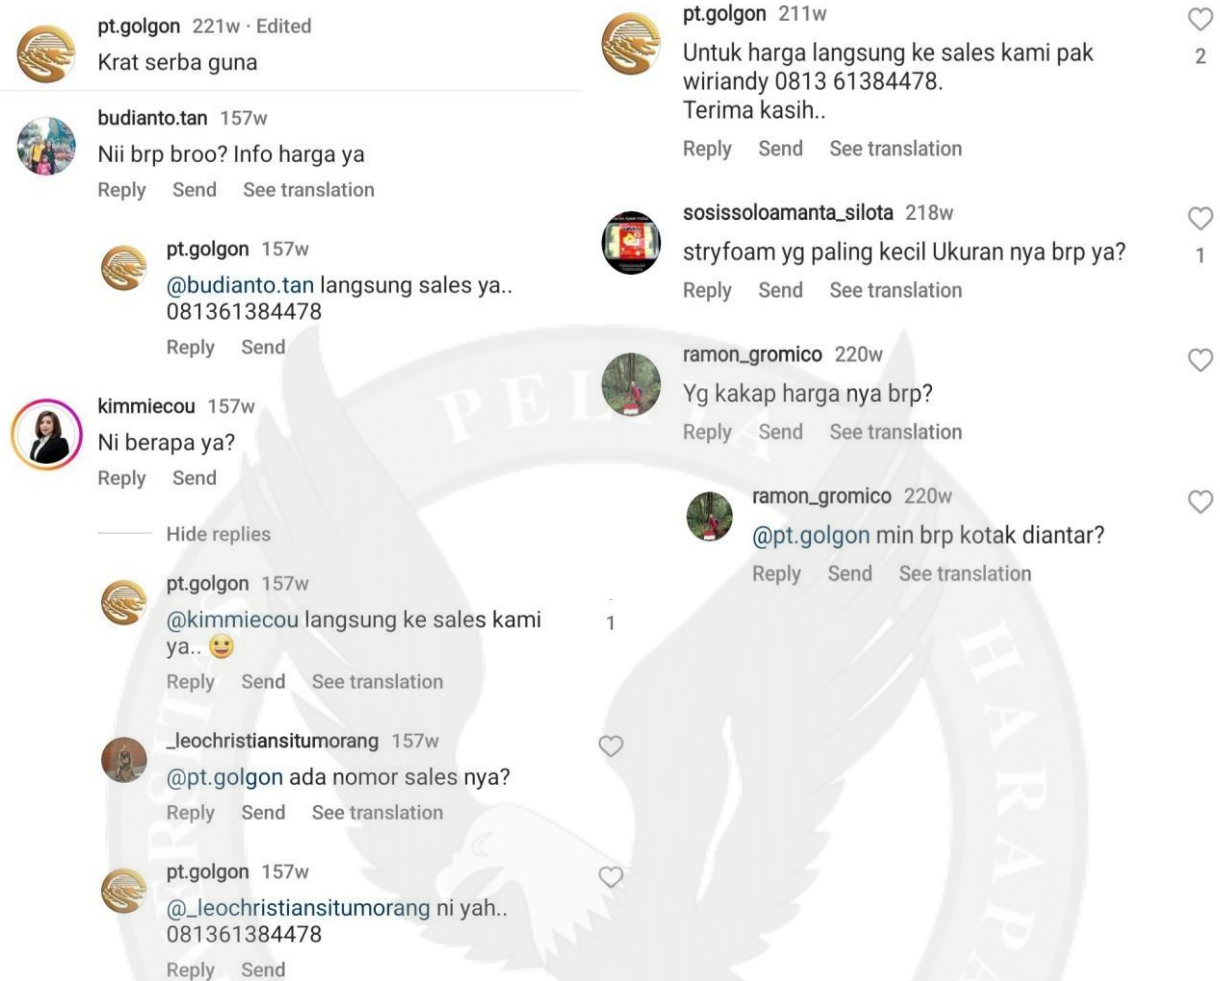 pt.golgon 221w · Edited
Krat serba guna
budianto.tan 157w
Nii brp broo? Info harga ya
Reply Send See translation
pt.golgon 157w
@budianto.tan langsung sales ya..
081361384478
Reply Send
kimmiecou 157w
Ni berapa ya?
Reply Send
Hide replies
pt.golgon 157w
@kimmiecou langsung ke sales kami
ya.. 😀
Reply Send See translation
1
_leochristiansitumorang 157w
@pt.golgon ada nomor sales nya?
Reply Send See translation
pt.golgon 157w
@_leochristiansitumorang ni yah..
081361384478
Reply Send
pt.golgon 211w
Untuk harga langsung ke sales kami pak
wiriandy 0813 61384478.
Terima kasih..
2
Reply Send See translation
sosissoloamanta_silota 218w
stryfoam yg paling kecil Ukuran nya brp ya?
1
Reply Send See translation
ramon_gromico 220w
Yg kakap harga nya brp?
Reply Send See translation
ramon_gromico 220w
@pt.golgon min brp kotak diantar?
Reply Send See translation
PELITA
HARAPA